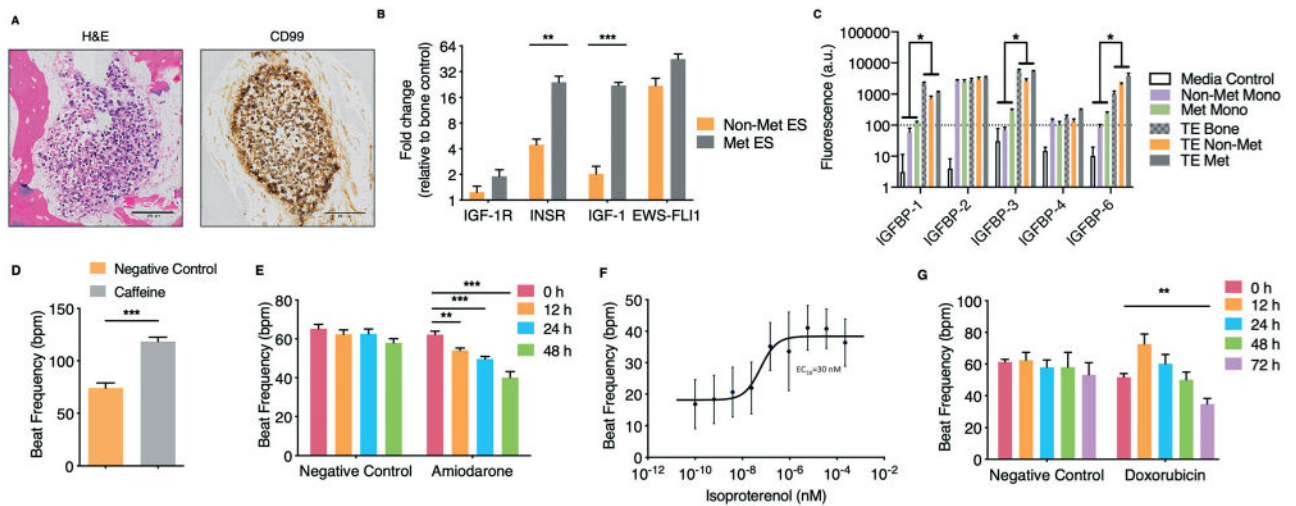 A
H&E
CD99
B
Fold change
(relative to bone control)
64
32
16
8
4
2
1
**
***
Non-Met ES
Met ES
IGF-1R INSR IGF-1 EWS-FLI1
C
Fluorescence (a.u.)
100000
10000
1000
100
10
1
* * *
Media Control
Non-Met Mono
Met Mono
TE Bone
TE Non-Met
TE Met
IGFBP-1 IGFBP-2 IGFBP-3 IGFBP-4 IGFBP-6
D
Negative Control
Caffeine
Beat Frequency (bpm)
150
100
50
0
***
E
Beat Frequency (bpm)
80
60
40
20
0
***
***
**
0 h
12 h
24 h
48 h
Negative Control Amiodarone
F
Beat Frequency (bpm)
50
40
30
20
10
0
EC50=30 nM
10-12 10-10 10-8 10-6 10-4 10-2
Isoproterenol (nM)
G
Beat Frequency (bpm)
100
80
60
40
20
0
**
0 h
12 h
24 h
48 h
72 h
Negative Control Doxorubicin